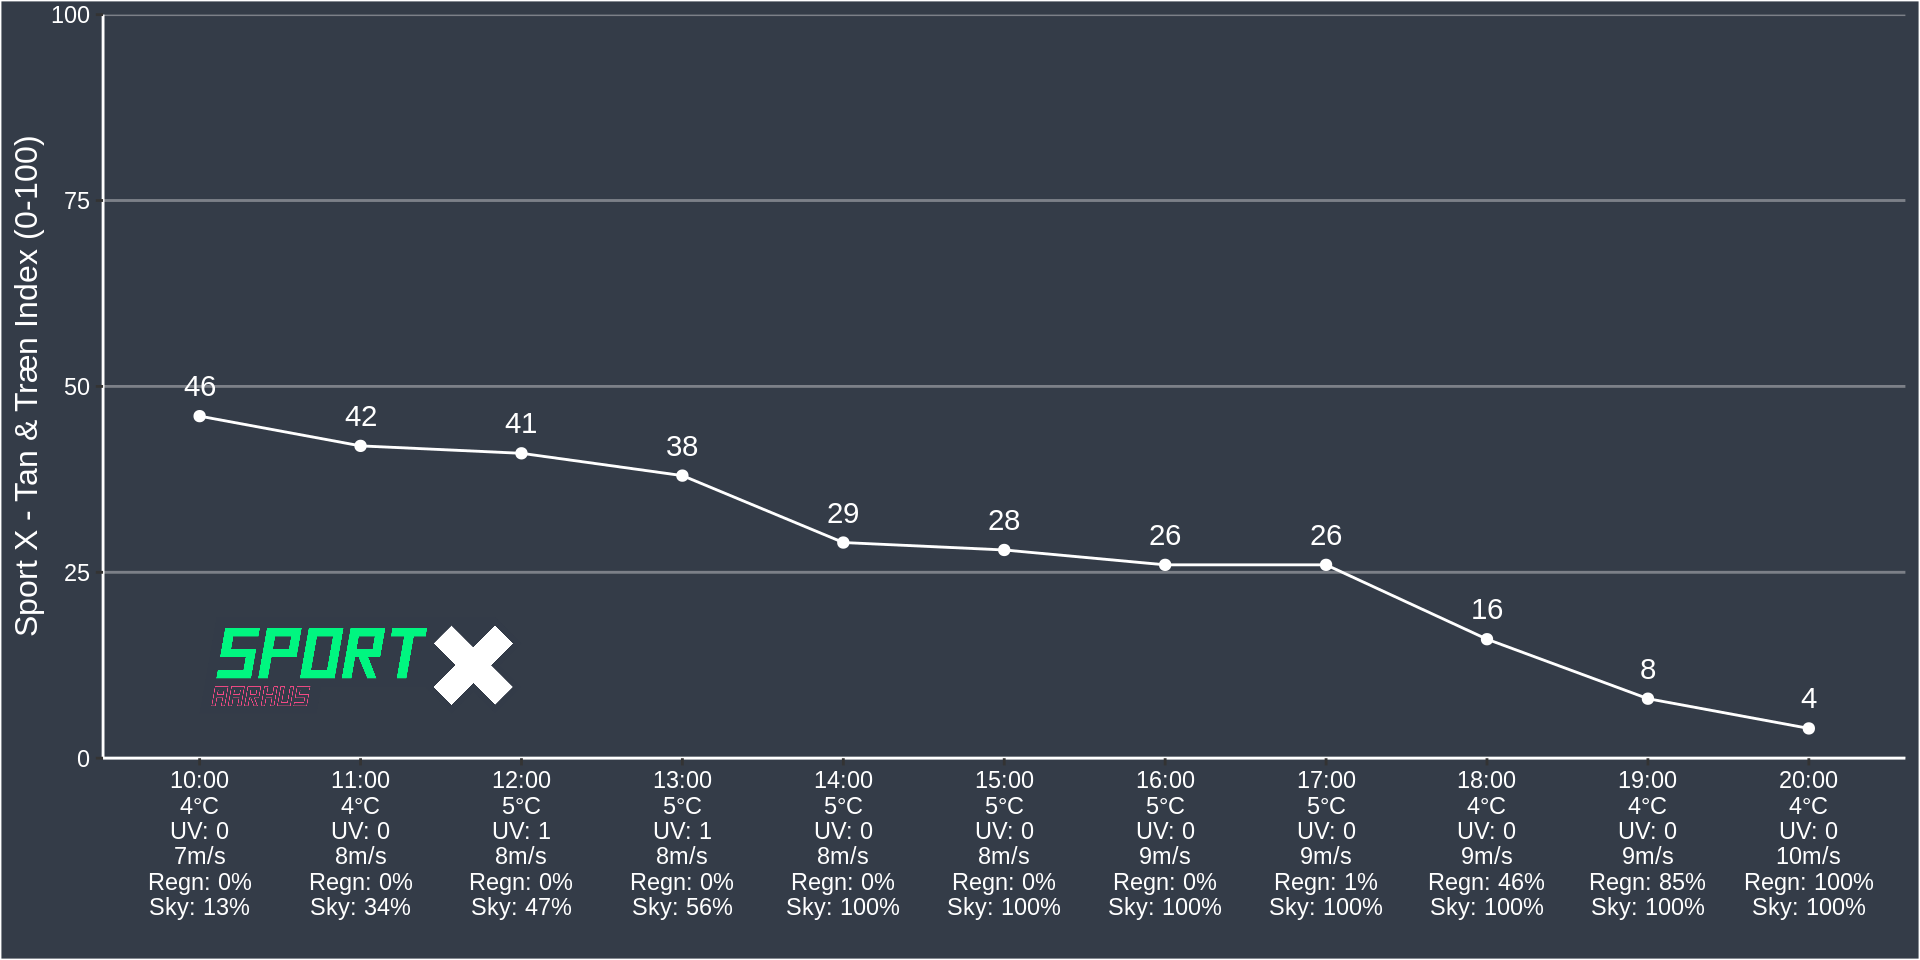 Sport X - Tan & Træn Index (0-100)
100
75
50
25
0
46
42
41
38
29
28
26
26
16
8
4
SPORT X
AARHUS
10:00 11:00 12:00 13:00 14:00 15:00 16:00 17:00 18:00 19:00 20:00
4°C 4°C 5°C 5°C 5°C 5°C 5°C 5°C 4°C 4°C 4°C
UV: 0 UV: 0 UV: 1 UV: 1 UV: 0 UV: 0 UV: 0 UV: 0 UV: 0 UV: 0 UV: 0
7m/s 8m/s 8m/s 8m/s 8m/s 8m/s 9m/s 9m/s 9m/s 9m/s 10m/s
Regn: 0% Regn: 0% Regn: 0% Regn: 0% Regn: 0% Regn: 0% Regn: 0% Regn: 1% Regn: 46% Regn: 85% Regn: 100%
Sky: 13% Sky: 34% Sky: 47% Sky: 56% Sky: 100% Sky: 100% Sky: 100% Sky: 100% Sky: 100% Sky: 100% Sky: 100%